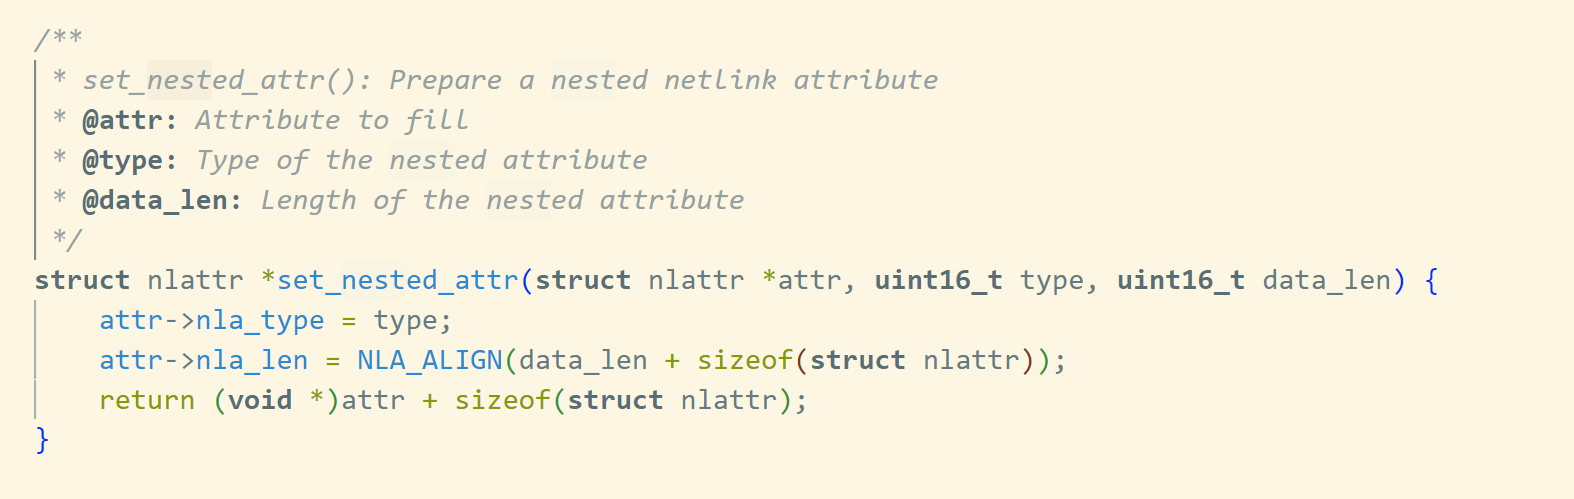 /**
 * set_nested_attr(): Prepare a nested netlink attribute
 * @attr: Attribute to fill
 * @type: Type of the nested attribute
 * @data_len: Length of the nested attribute
 */
struct nlattr *set_nested_attr(struct nlattr *attr, uint16_t type, uint16_t data_len) {
    attr->nla_type = type;
    attr->nla_len = NLA_ALIGN(data_len + sizeof(struct nlattr));
    return (void *)attr + sizeof(struct nlattr);
}